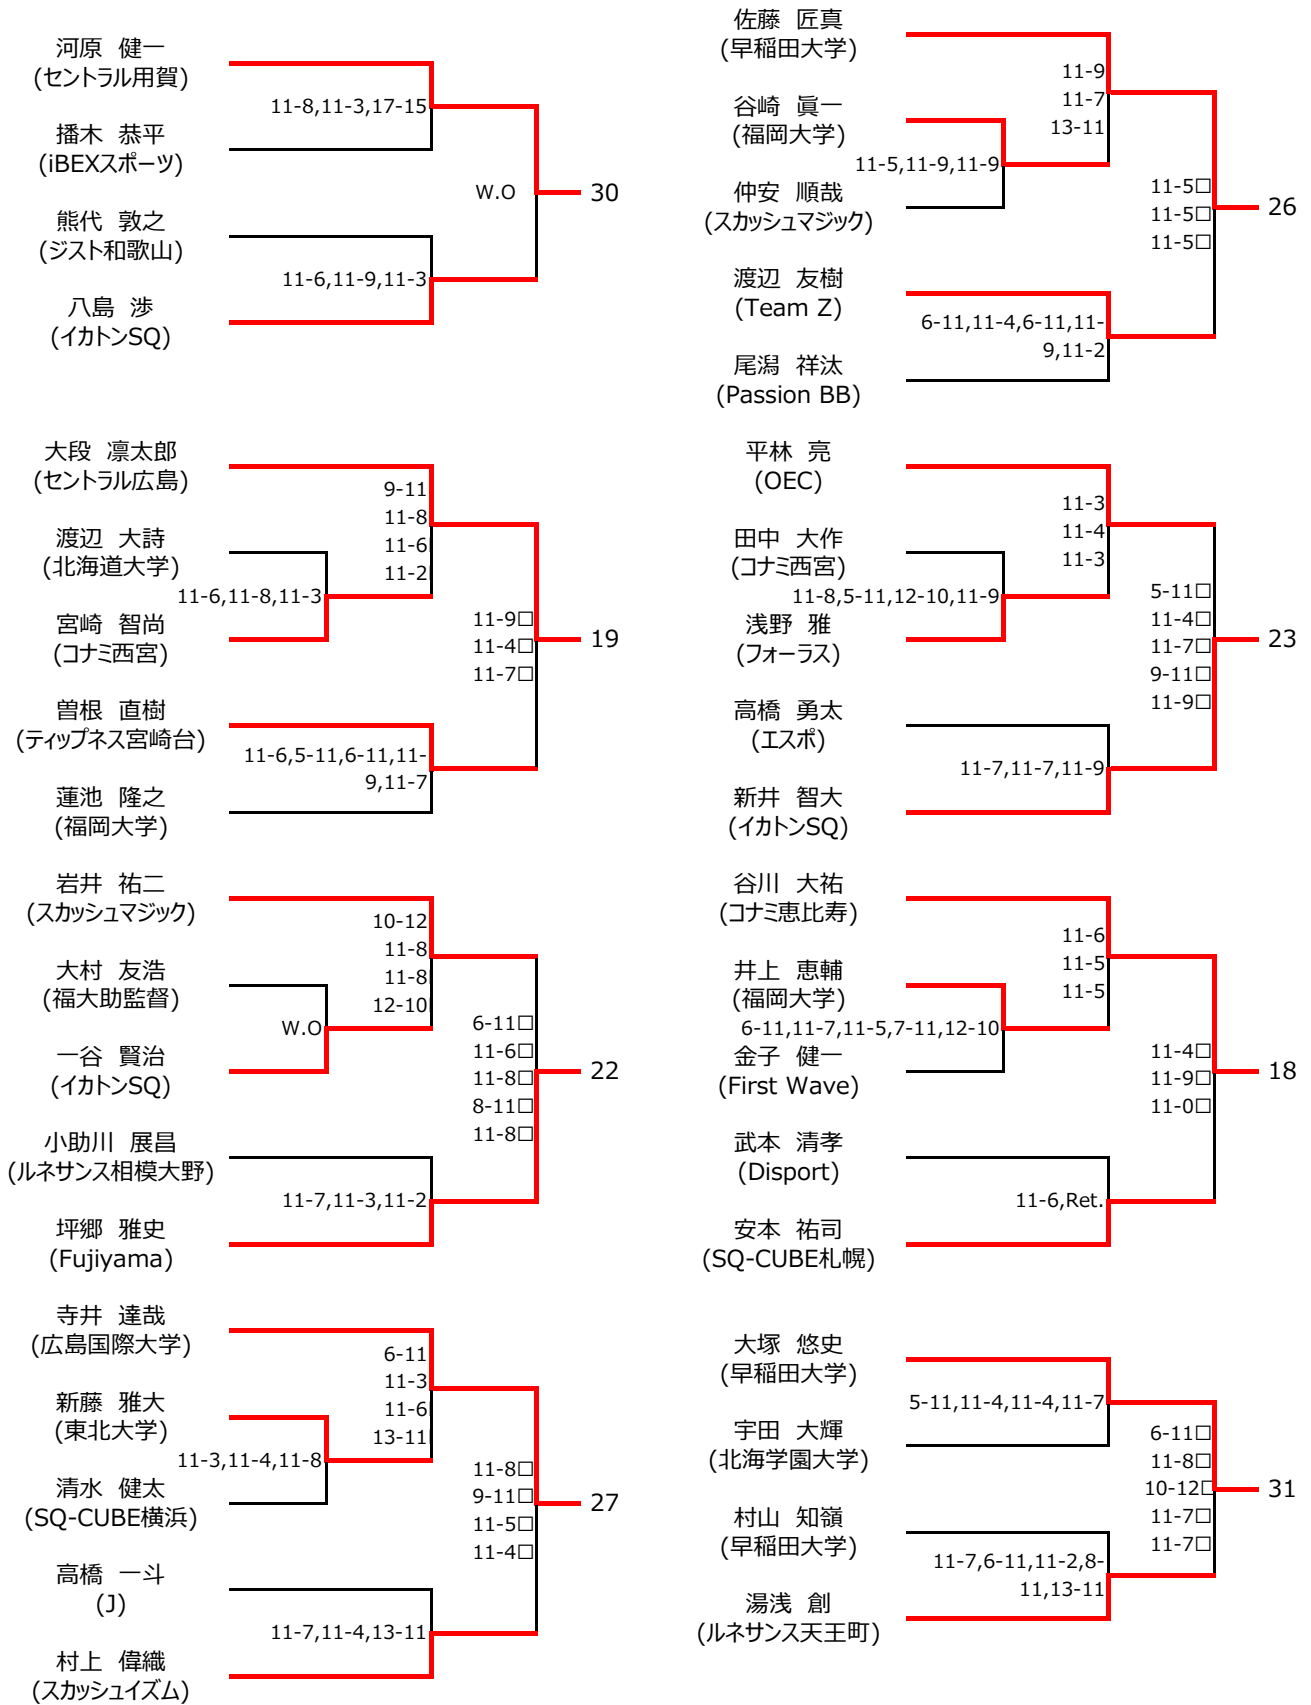 河原 健一
(セントラル用賀)
11-8,11-3,17-15
播木 恭平
(iBEXスポーツ)
W.O
30
熊代 敦之
(ジスト和歌山)
11-6,11-9,11-3
八島 渉
(イカトンSQ)
大段 凛太郎
(セントラル広島)
9-11
11-8
11-6
11-2
渡辺 大詩
(北海道大学)
11-6,11-8,11-3
宮崎 智尚
(コナミ西宮)
11-9□
11-4□
11-7□
19
曽根 直樹
(ティップネス宮崎台)
11-6,5-11,6-11,11-
9,11-7
蓮池 隆之
(福岡大学)
岩井 祐二
(スカッシュマジック)
10-12
11-8
11-8
12-10
大村 友浩
(福大助監督)
W.O
一谷 賢治
(イカトンSQ)
6-11□
11-6□
11-8□
8-11□
11-8□
22
小助川 展昌
(ルネサンス相模大野)
11-7,11-3,11-2
坪郷 雅史
(Fujiyama)
寺井 達哉
(広島国際大学)
6-11
11-3
11-6
13-11
新藤 雅大
(東北大学)
11-3,11-4,11-8
清水 健太
(SQ-CUBE横浜)
11-8□
9-11□
11-5□
11-4□
27
高橋 一斗
(J)
11-7,11-4,13-11
村上 偉織
(スカッシュイズム)
佐藤 匠真
(早稲田大学)
11-9
11-7
13-11
谷崎 眞一
(福岡大学)
11-5,11-9,11-9
仲安 順哉
(スカッシュマジック)
11-5□
11-5□
11-5□
26
渡辺 友樹
(Team Z)
6-11,11-4,6-11,11-
9,11-2
尾潟 祥汰
(Passion BB)
平林 亮
(OEC)
11-3
11-4
11-3
田中 大作
(コナミ西宮)
11-8,5-11,12-10,11-9
浅野 雅
(フォーラス)
5-11□
11-4□
11-7□
9-11□
11-9□
23
高橋 勇太
(エスポ)
11-7,11-7,11-9
新井 智大
(イカトンSQ)
谷川 大祐
(コナミ恵比寿)
11-6
11-5
11-5
井上 恵輔
(福岡大学)
6-11,11-7,11-5,7-11,12-10
金子 健一
(First Wave)
11-4□
11-9□
11-0□
18
武本 清孝
(Disport)
11-6,Ret.
安本 祐司
(SQ-CUBE札幌)
大塚 悠史
(早稲田大学)
5-11,11-4,11-4,11-7
宇田 大輝
(北海学園大学)
6-11□
11-8□
10-12□
11-7□
11-7□
31
村山 知嶺
(早稲田大学)
11-7,6-11,11-2,8-
11,13-11
湯浅 創
(ルネサンス天王町)